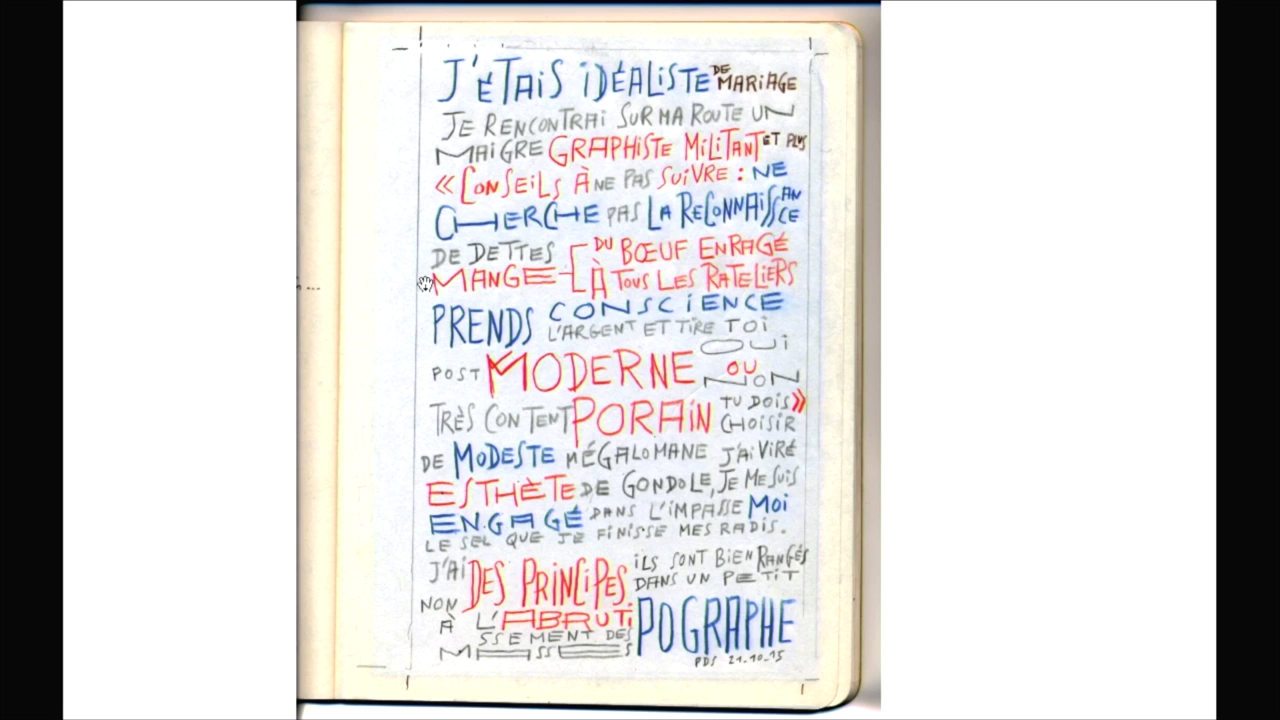 J'ÉTAIS IDÉALISTE DE MARIAGE
JE RENCONTRAI SUR MA ROUTE UN
MAIGRE GRAPHISTE MILITANT ET PLUS
« CONSEILS À NE PAS SUIVRE : NE
CHERCHE PAS LA RECONNAISSANCE
DE DETTES DU BŒUF ENRAGÉ
MANGE À TOUS LES RATELIERS
PRENDS CONSCIENCE
L'ARGENT ET TIRE TOI
OUI
POST MODERNE OU
NON
TRÈS CONTENTPORAIN TU DOIS »
CHOISIR
DE MODESTE MÉGALOMANE J'AI VIRÉ
ESTHÈTE DE GONDOLE, JE ME SUIS
ENGAGÉ DANS L'IMPASSE MOI
LE SEL QUE JE FINISSE MES RADIS.
J'AI DES PRINCIPES ILS SONT BIEN RANGÉS
DANS UN PETIT
NON
À L'ABRUTI
SSEMENT DES
MASSES
POGRAPHE
PDS 21.10.15